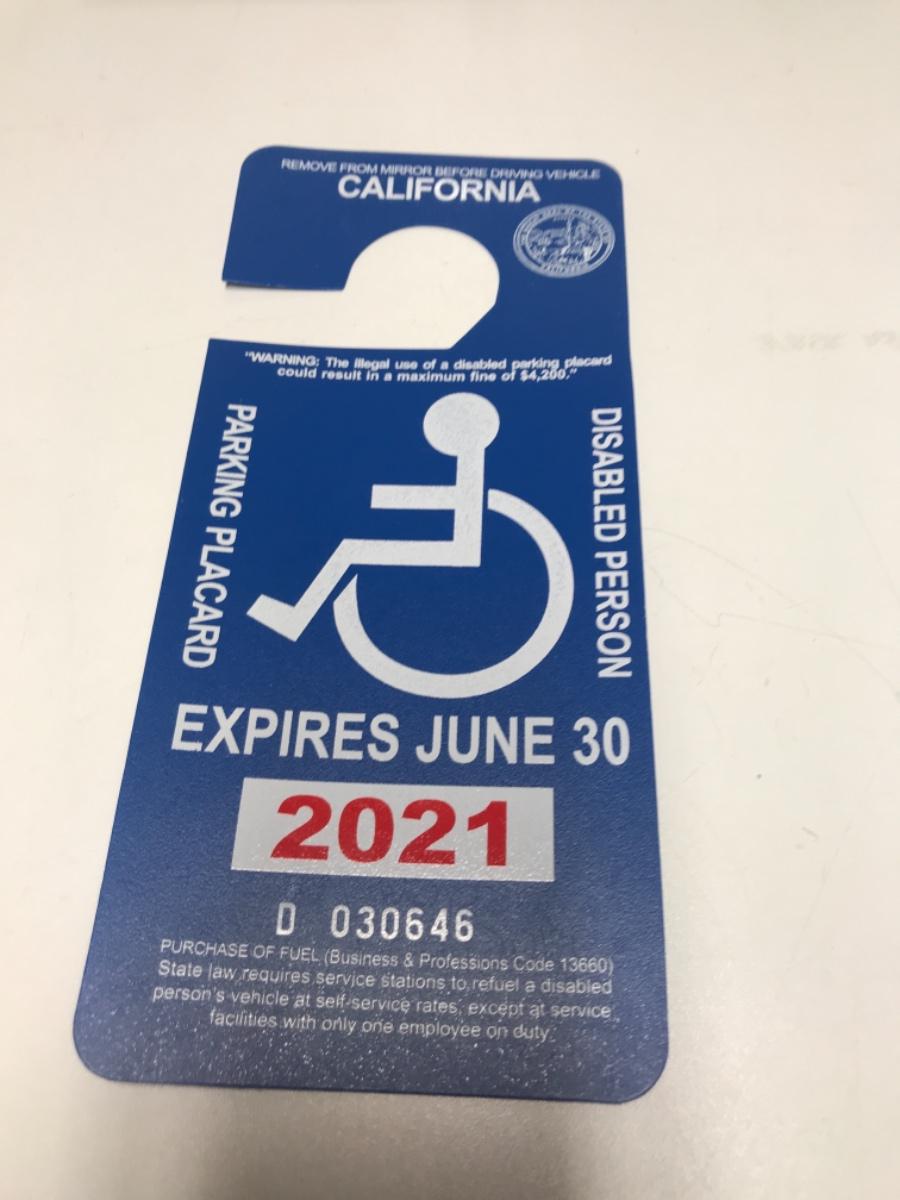 REMOVE FROM MIRROR BEFORE DRIVING VEHICLE
CALIFORNIA
"WARNING: The illegal use of a disabled parking placard
could result in a maximum fine of $4,200."
PARKING PLACARD
DISABLED PERSON
EXPIRES JUNE 30
2021
D 030646
PURCHASE OF FUEL (Business & Professions Code 13660)
State law requires service stations to refuel a disabled
person's vehicle at self-service rates, except at service
facilities with only one employee on duty.